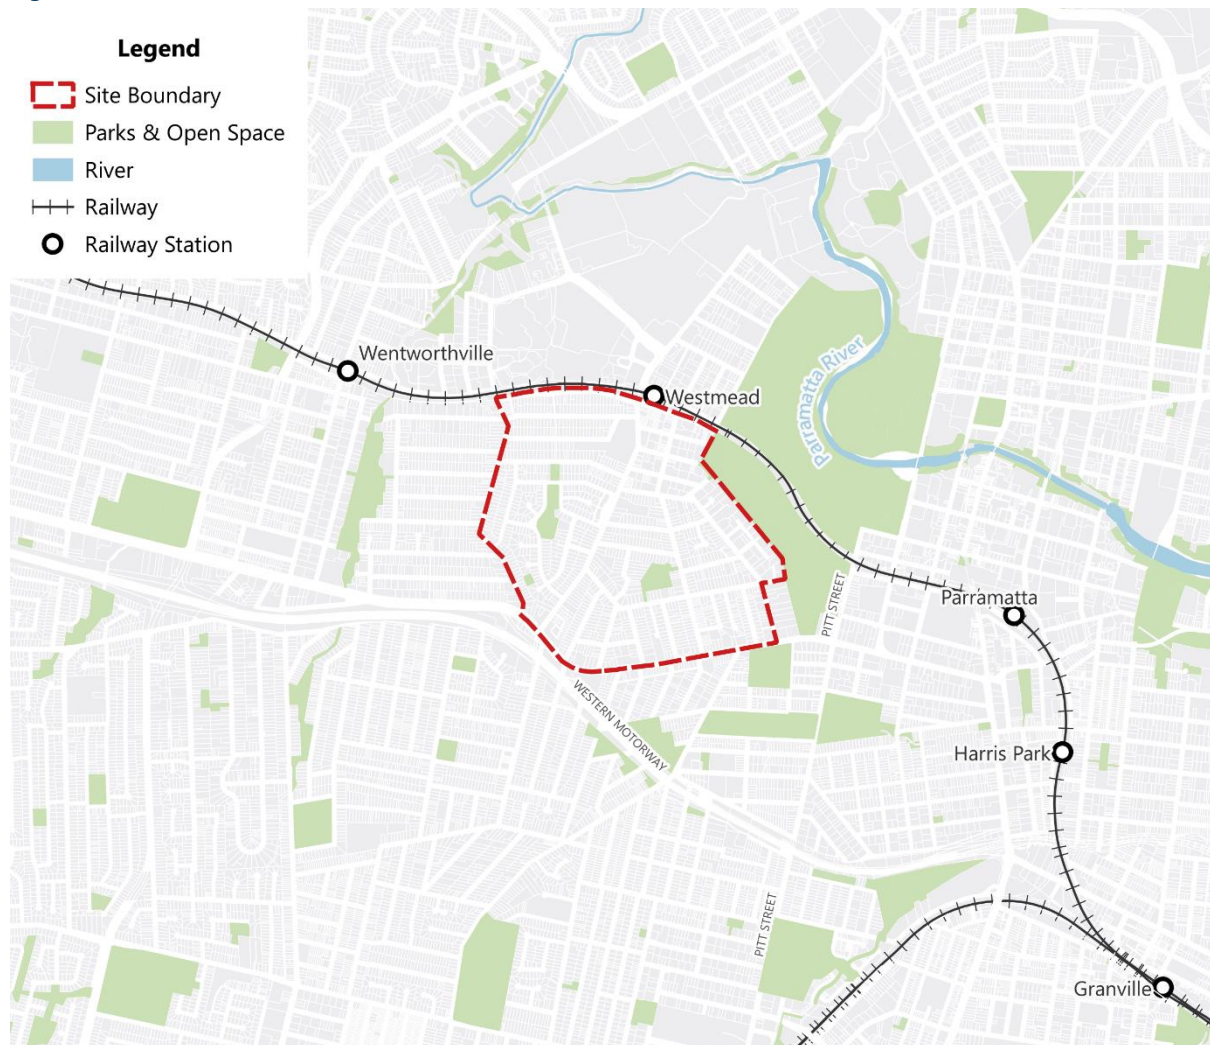 Legend
Site Boundary
Parks & Open Space
River
Railway
Railway Station
Wentworthville
Westmead
Parramatta River
PITT STREET
Parramatta
WESTERN MOTORWAY
Harris Park
PITT STREET
Granville